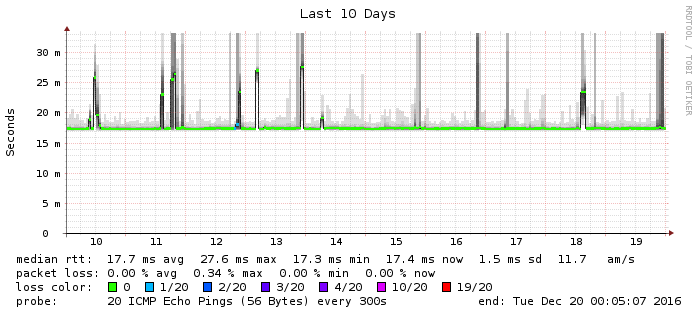 Last 10 Days
RRDTOOL / TOBI OETIKER
Seconds
30 m
25 m
20 m
15 m
10 m
5 m
0
10 11 12 13 14 15 16 17 18 19
median rtt: 17.7 ms avg 27.6 ms max 17.3 ms min 17.4 ms now 1.5 ms sd 11.7 am/s
packet loss: 0.00 % avg 0.34 % max 0.00 % min 0.00 % now
loss color: 0 1/20 2/20 3/20 4/20 10/20 19/20
probe: 20 ICMP Echo Pings (56 Bytes) every 300s end: Tue Dec 20 00:05:07 2016